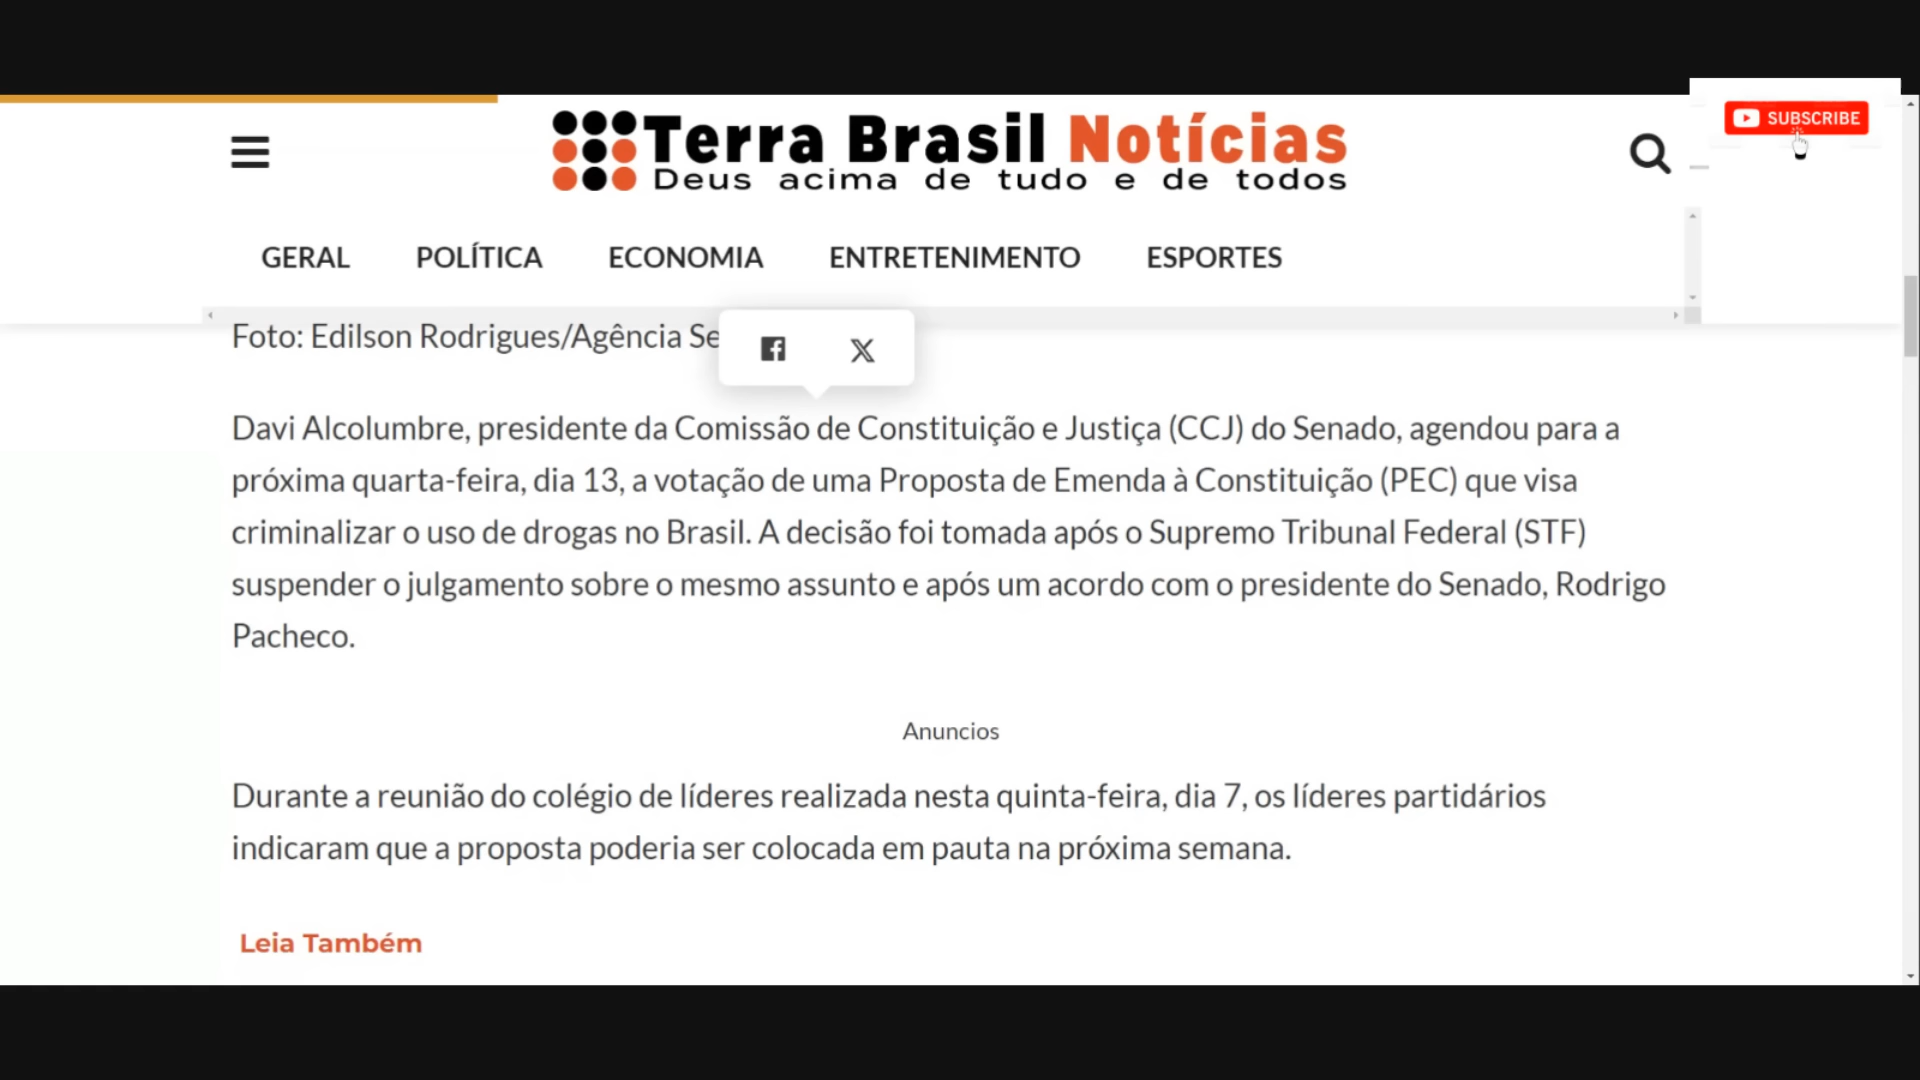 SUBSCRIBE
Terra Brasil Notícias
Deus acima de tudo e de todos
GERAL POLÍTICA ECONOMIA ENTRETENIMENTO ESPORTES
Foto: Edilson Rodrigues/Agência Se
Davi Alcolumbre, presidente da Comissão de Constituição e Justiça (CCJ) do Senado, agendou para a
próxima quarta-feira, dia 13, a votação de uma Proposta de Emenda à Constituição (PEC) que visa
criminalizar o uso de drogas no Brasil. A decisão foi tomada após o Supremo Tribunal Federal (STF)
suspender o julgamento sobre o mesmo assunto e após um acordo com o presidente do Senado, Rodrigo
Pacheco.
Anuncios
Durante a reunião do colégio de líderes realizada nesta quinta-feira, dia 7, os líderes partidários
indicaram que a proposta poderia ser colocada em pauta na próxima semana.
Leia Também